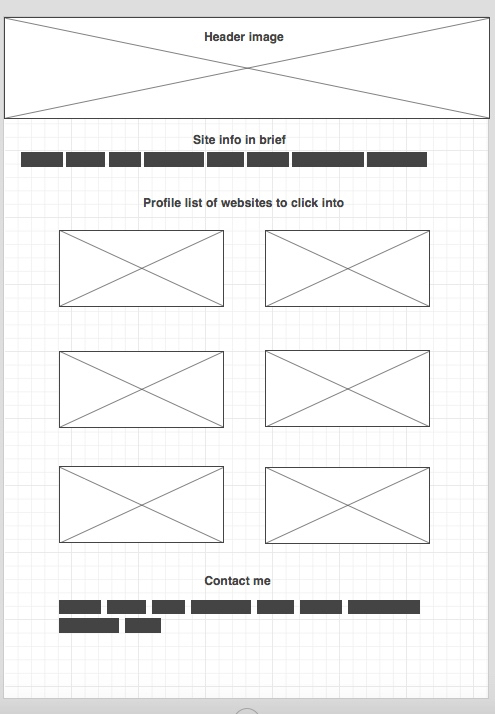 Header image
Site info in brief
Profile list of websites to click into
Contact me